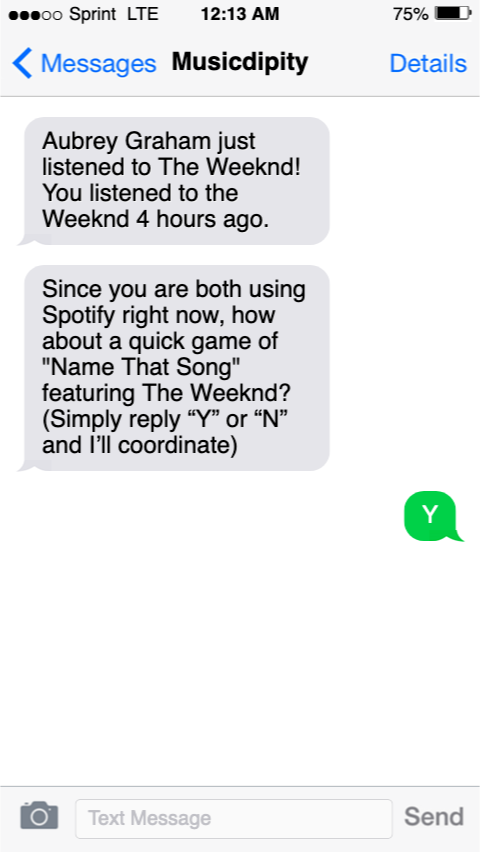 Sprint LTE 12:13 AM 75%
Messages Musicdipity Details
Aubrey Graham just
listened to The Weeknd!
You listened to the
Weeknd 4 hours ago.
Since you are both using
Spotify right now, how
about a quick game of
"Name That Song"
featuring The Weeknd?
(Simply reply “Y” or “N”
and I’ll coordinate)
Y
Text Message Send